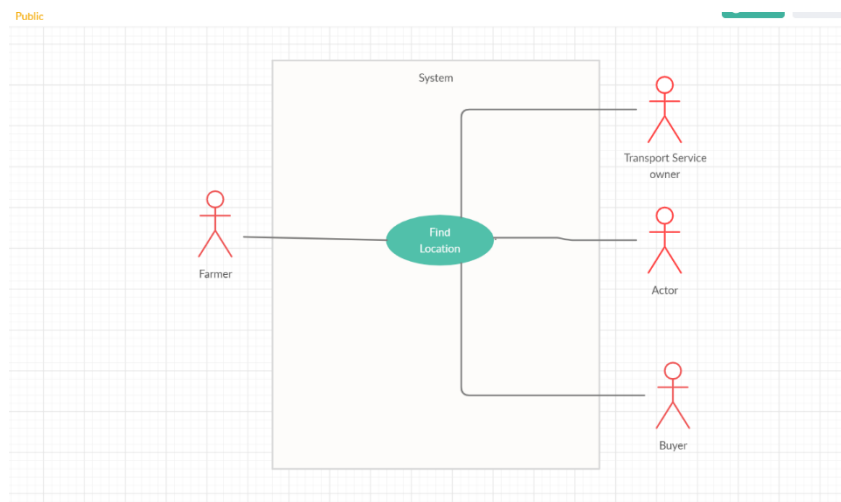 Public
System
Transport Service
owner
Find
Location
Farmer
Actor
Buyer